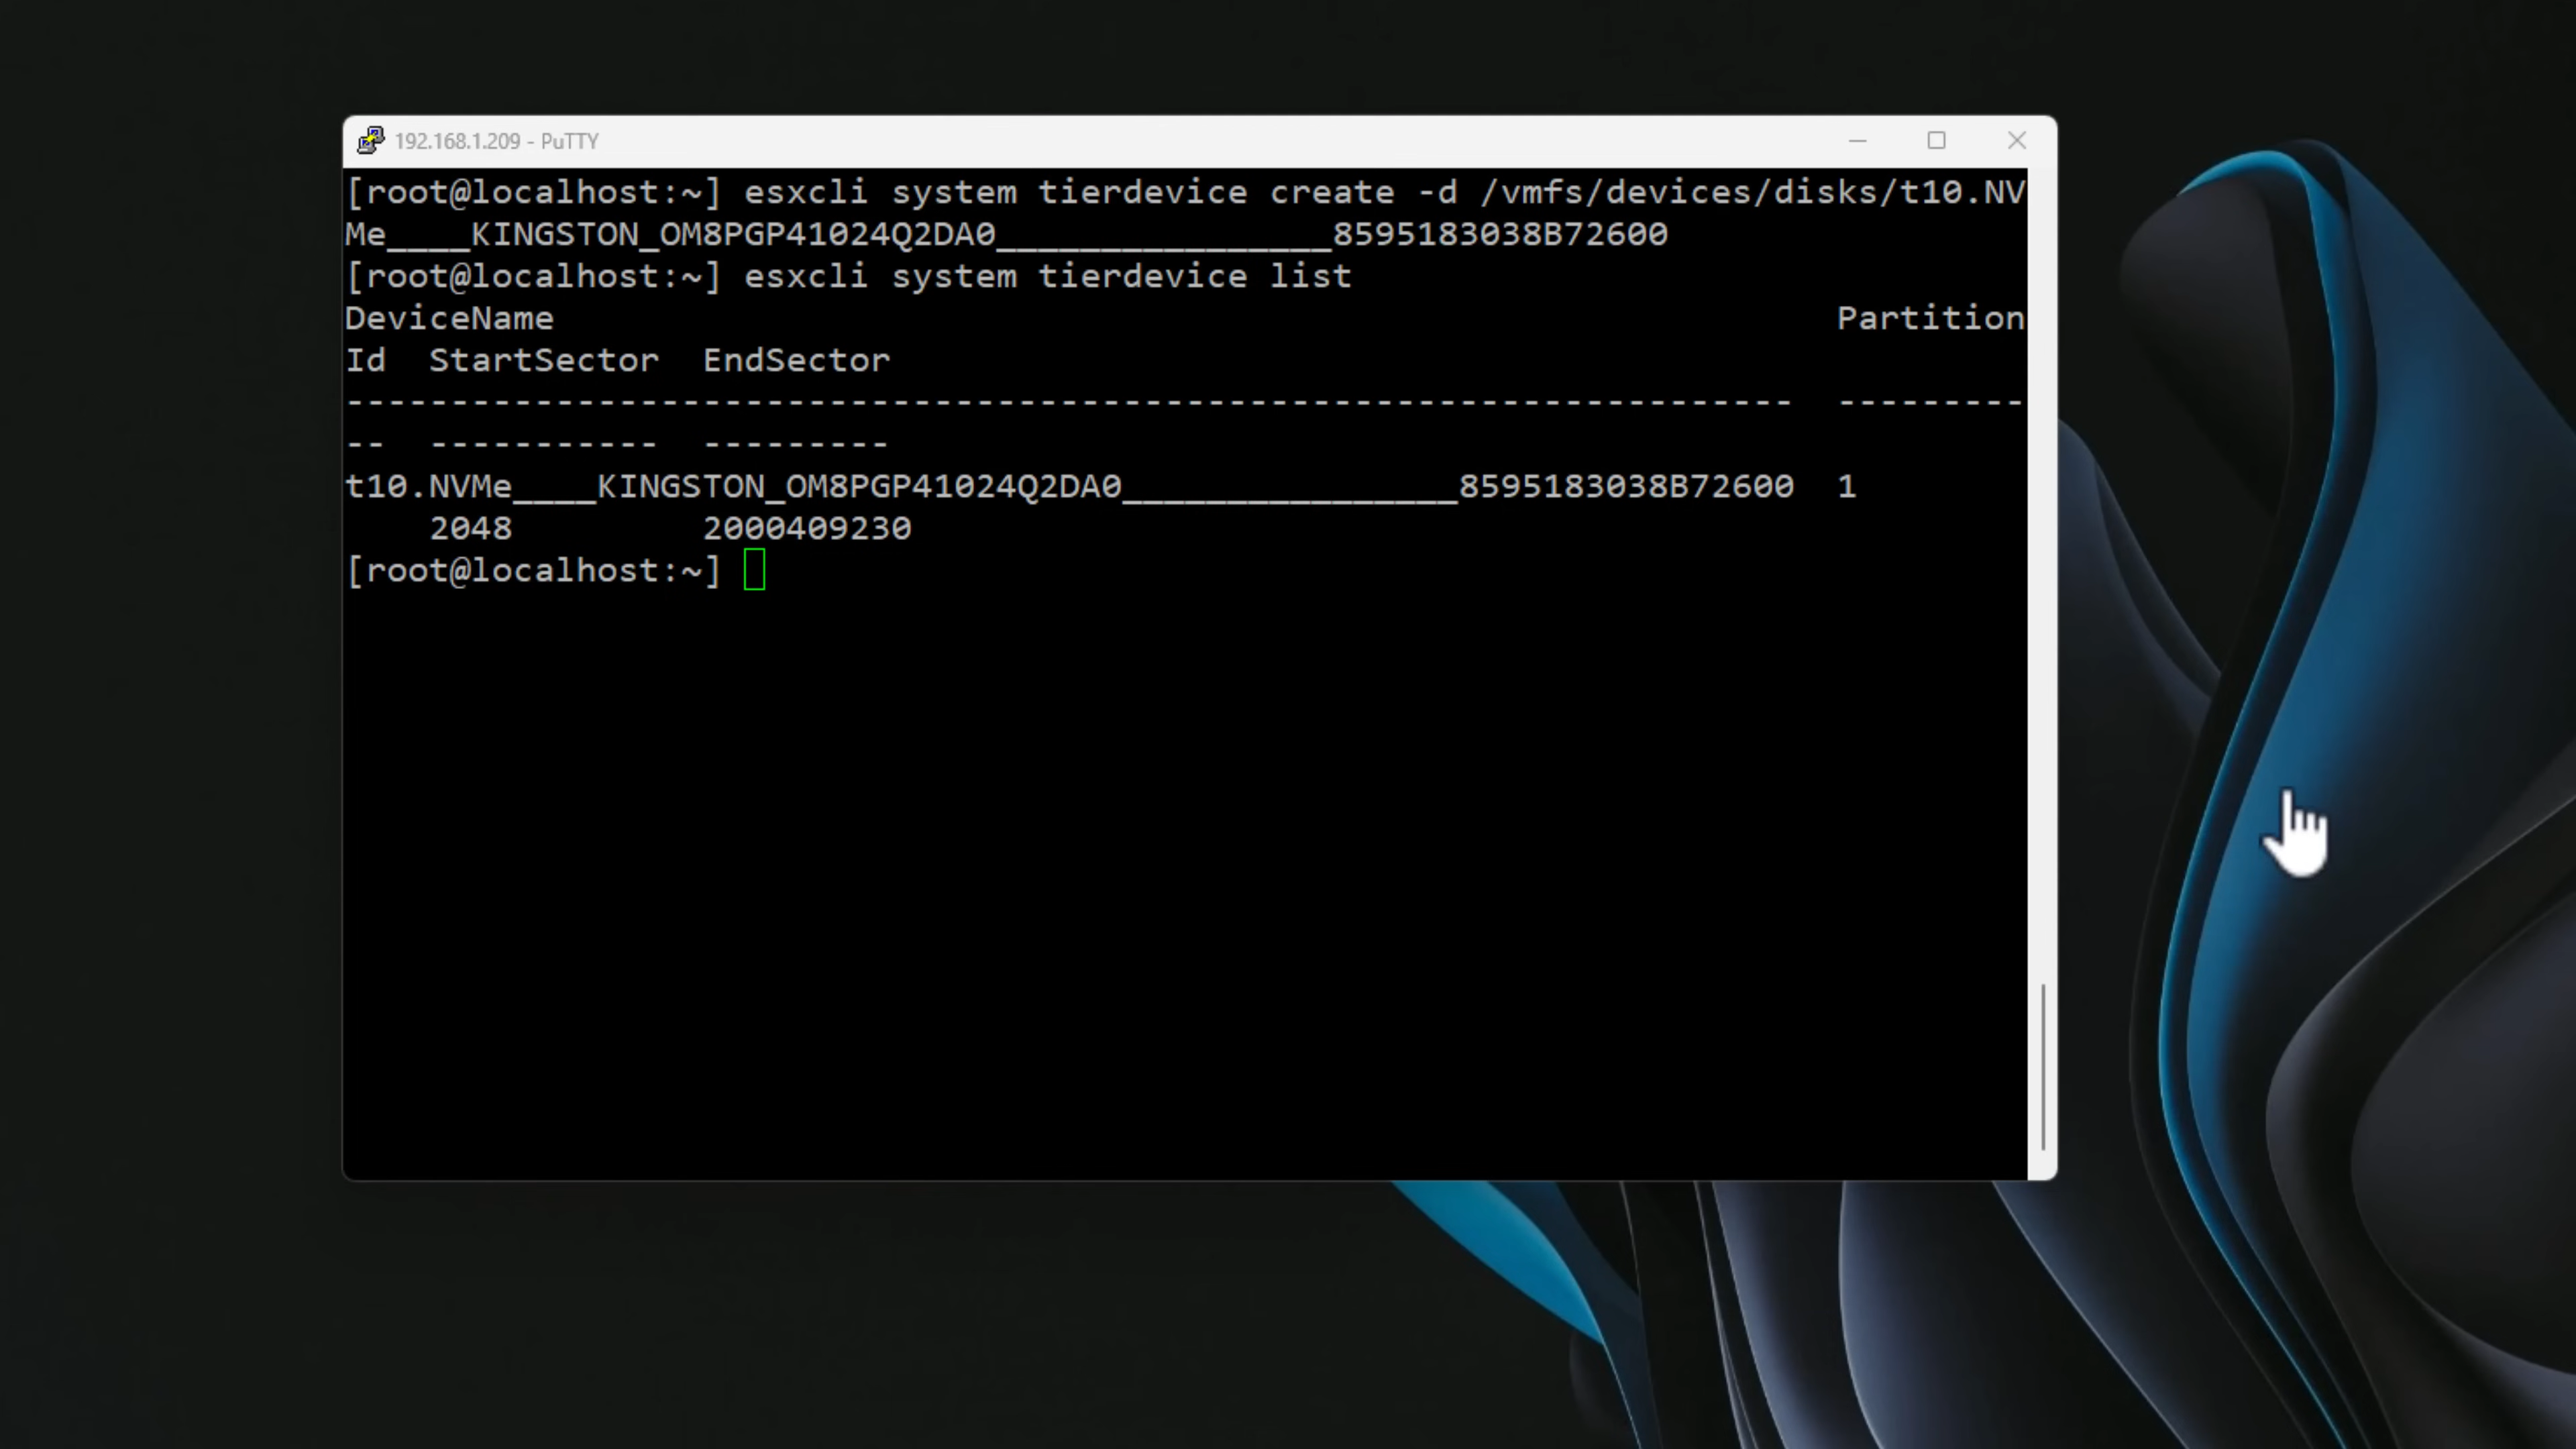 192.168.1.209 - PuTTY
[root@localhost:~] esxcli system tierdevice create -d /vmfs/devices/disks/t10.NV
Me____KINGSTON_OM8PGP41024Q2DA0________________8595183038B72600
[root@localhost:~] esxcli system tierdevice list
DeviceName                                                             Partition
Id  StartSector  EndSector
---------------------------------------------------------------------  ---------
--  -----------  ---------
t10.NVMe____KINGSTON_OM8PGP41024Q2DA0________________8595183038B72600  1
    2048         2000409230
[root@localhost:~]